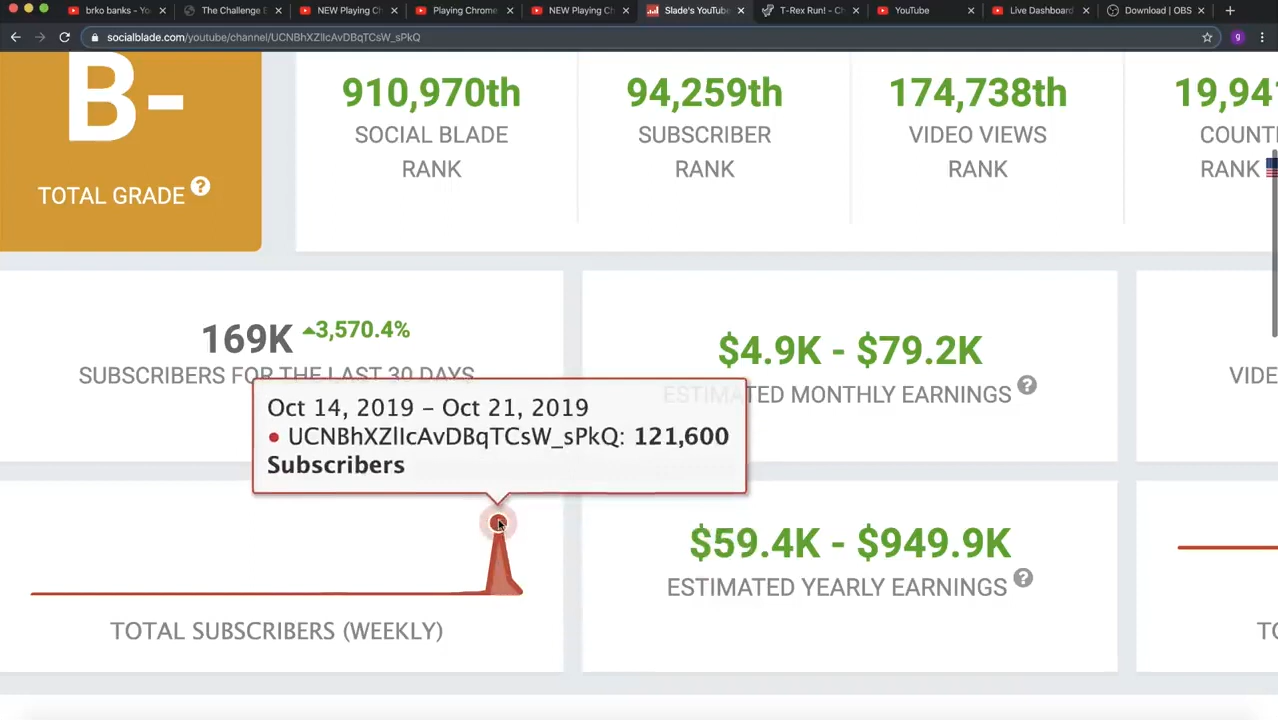 brko banks - Yo
The Challenge E
NEW Playing Ch
Playing Chrome
NEW Playing Ch
Slade's YouTube
T-Rex Run! - Ch
YouTube
Live Dashboard
Download | OBS
socialblade.com/youtube/channel/UCNBhXZlIcAvDBqTCsW_sPkQ
g
B-
TOTAL GRADE ?
910,970th
SOCIAL BLADE
RANK
94,259th
SUBSCRIBER
RANK
174,738th
VIDEO VIEWS
RANK
19,941
COUNT
RANK
169K 3,570.4%
SUBSCRIBERS FOR THE LAST 30 DAYS
$4.9K - $79.2K
ESTIMATED MONTHLY EARNINGS ?
VIDE
Oct 14, 2019 – Oct 21, 2019
UCNBhXZlIcAvDBqTCsW_sPkQ: 121,600
Subscribers
TOTAL SUBSCRIBERS (WEEKLY)
$59.4K - $949.9K
ESTIMATED YEARLY EARNINGS ?
TO